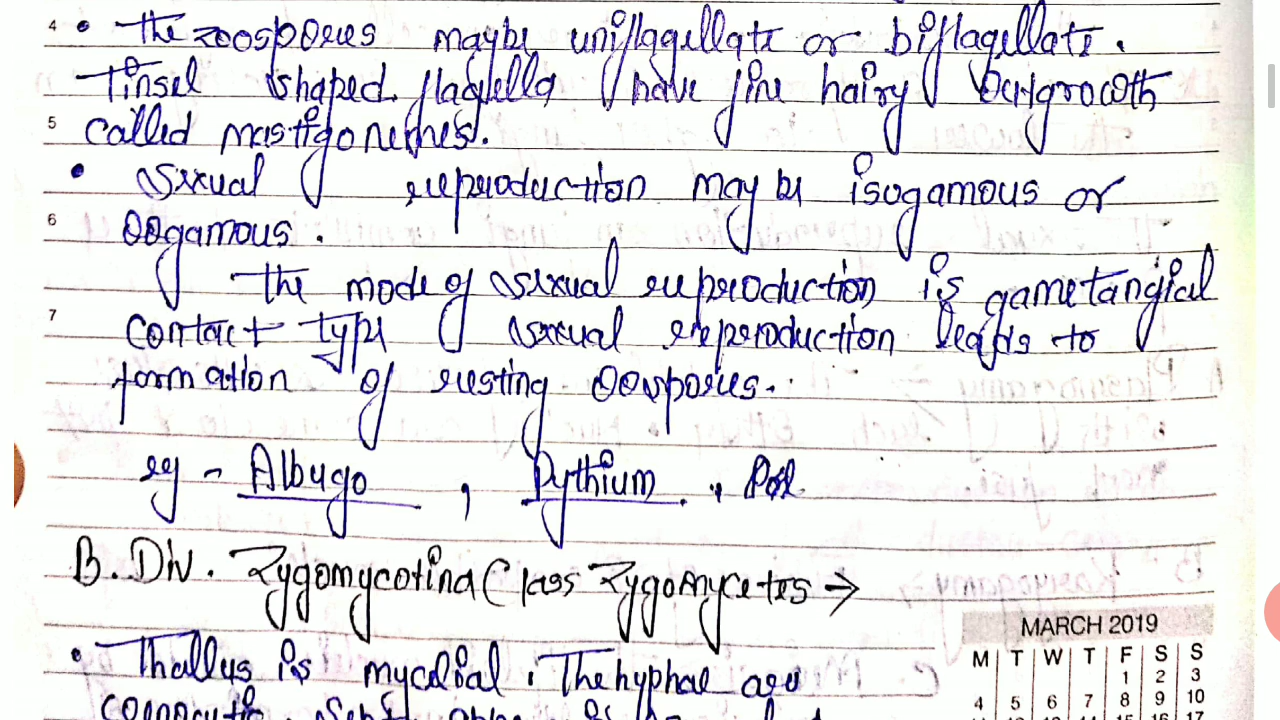 4 • the zoospores maybe uniflagellate or biflagellate.
Tinsel shaped flagella have fine hairy outgrowth
5 called mastigonemes.
• Sexual reproduction may be isogamous or
6 oogamous.
the mode of sexual reproduction is gametangial
7 contact type sexual reproduction leads to
formation of resting oospores.
eg - Albugo, Pythium.,
B. Div. Zygomycotina Class Zygomycetes →
MARCH 2019
• Thallus is mycelial. The hyphae are
M T W T F S S
1 2 3
4 5 6 7 8 9 10